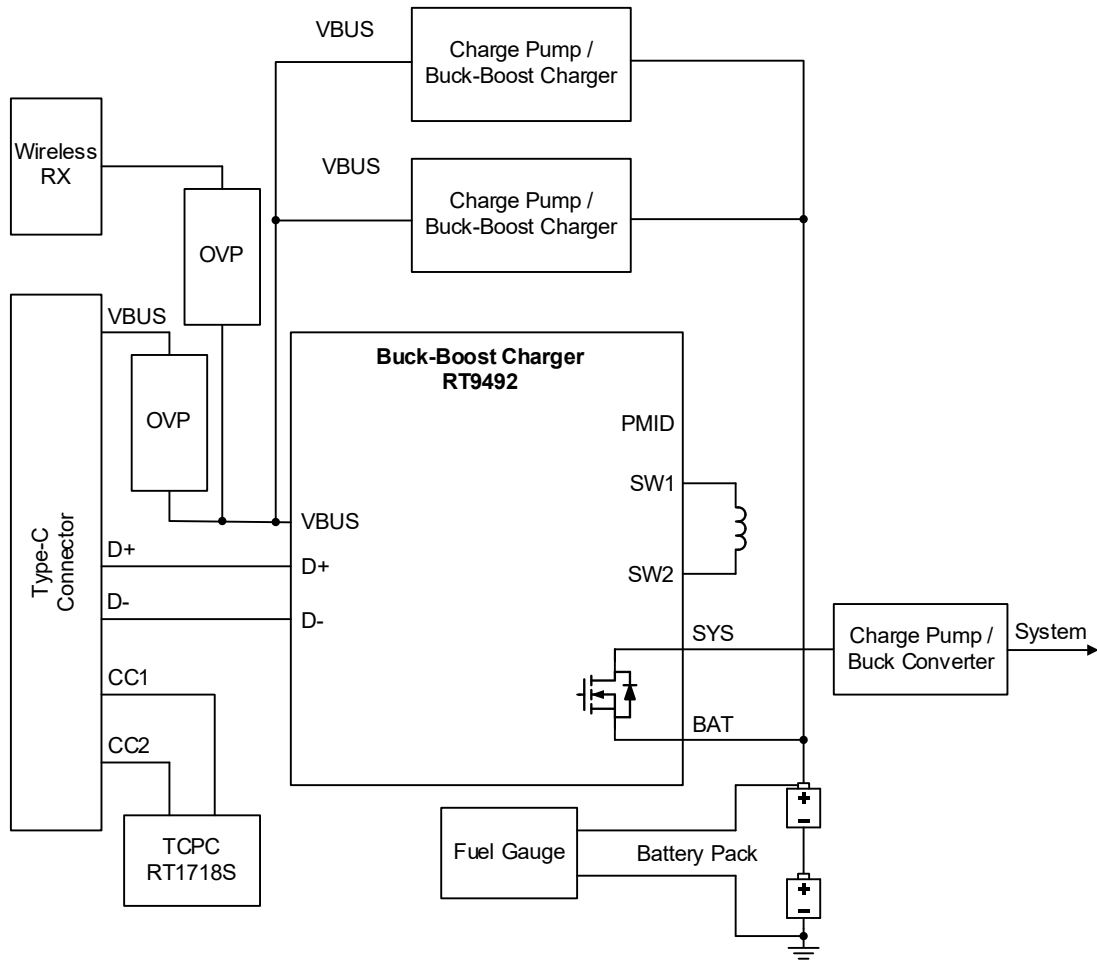 VBUS
Charge Pump /
Buck-Boost Charger
Wireless
RX
VBUS
Charge Pump /
Buck-Boost Charger
OVP
VBUS
OVP
Buck-Boost Charger
RT9492
PMID
SW1
SW2
VBUS
D+
D+
D-
D-
Type-C
Connector
SYS
Charge Pump /
Buck Converter
System
BAT
CC1
CC2
TCPC
RT1718S
Fuel Gauge
Battery Pack
+
-
+
-